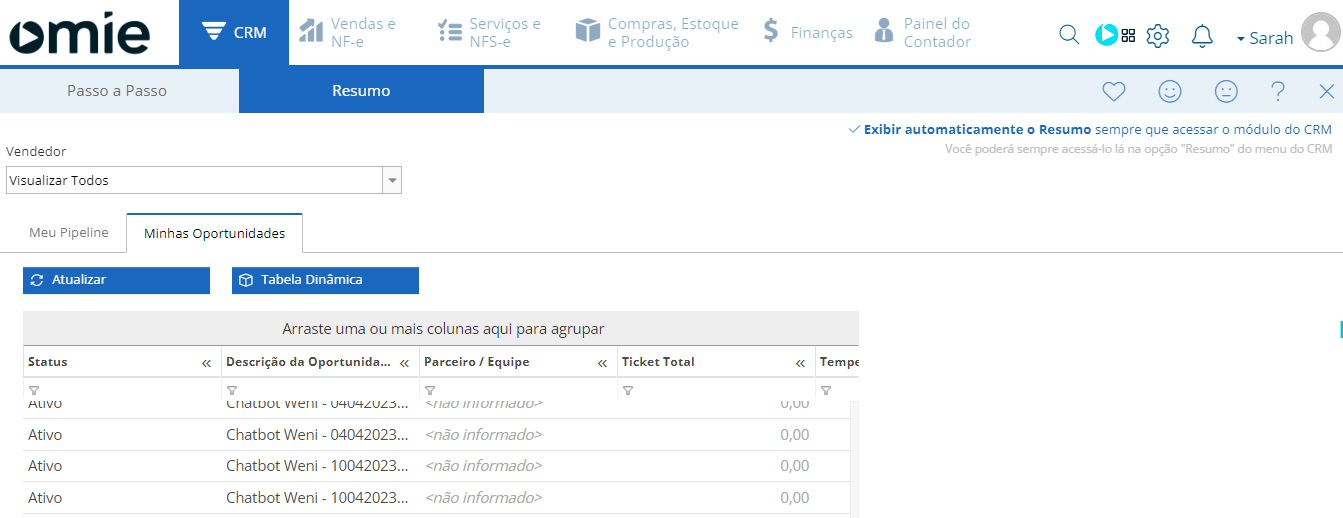 omie
CRM
Vendas e
NF-e
Serviços e
NFS-e
Compras, Estoque
e Produção
Finanças
Painel do
Contador
Sarah
Passo a Passo
Resumo
Exibir automaticamente o Resumo sempre que acessar o módulo do CRM
Você poderá sempre acessá-lo lá na opção "Resumo" do menu do CRM
Vendedor
Visualizar Todos
Meu Pipeline
Minhas Oportunidades
Atualizar
Tabela Dinâmica
Arraste uma ou mais colunas aqui para agrupar
Status « Descrição da Oportunida... « Parceiro / Equipe « Ticket Total « Tempe
Ativo Chatbot Weni - 04042023... <não informado> 0,00
Ativo Chatbot Weni - 04042023... <não informado> 0,00
Ativo Chatbot Weni - 10042023... <não informado> 0,00
Ativo Chatbot Weni - 10042023... <não informado> 0,00